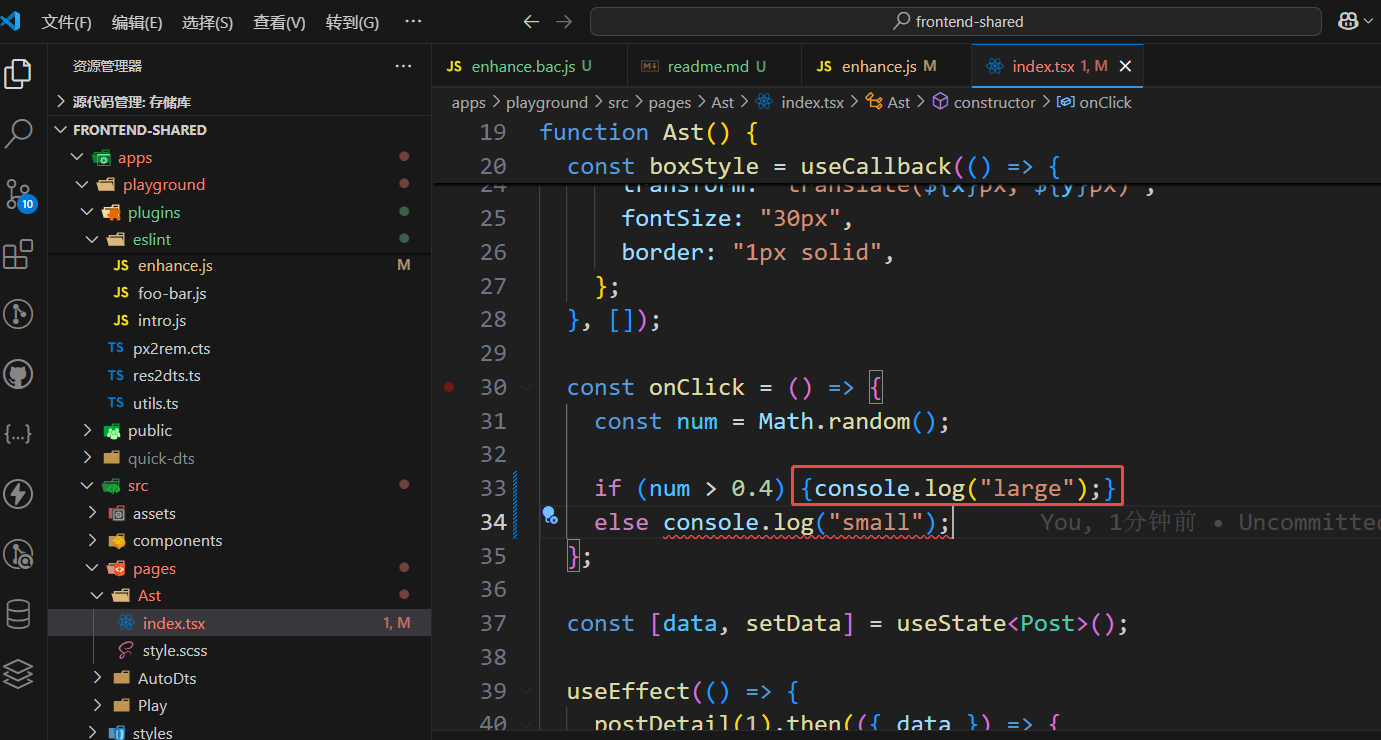 文件(F) 编辑(E) 选择(S) 查看(V) 转到(G) ··· frontend-shared
资源管理器 ···
源代码管理: 存储库
FRONTEND-SHARED
apps
playground
plugins
eslint
JS enhance.js M
JS foo-bar.js
JS intro.js
TS px2rem.cts
TS res2dts.ts
TS utils.ts
public
quick-dts
src
assets
components
pages
Ast
index.tsx 1, M
style.scss
AutoDts
Play
styles
10
{...}
JS enhance.bac.js U readme.md U JS enhance.js M index.tsx 1, M
apps > playground > src > pages > Ast > index.tsx > Ast > constructor > onClick
19 function Ast() {
20 const boxStyle = useCallback(() => {
24 transform: `translate(${x}px, ${y}px)`,
25 fontSize: "30px",
26 border: "1px solid",
27 };
28 }, []);
29
30 const onClick = () => {
31 const num = Math.random();
32
33 if (num > 0.4) {console.log("large");}
34 else console.log("small"); You, 1分钟前 • Uncommitted
35 };
36
37 const [data, setData] = useState<Post>();
38
39 useEffect(() => {
40 postDetail(1).then(({ data }) => {